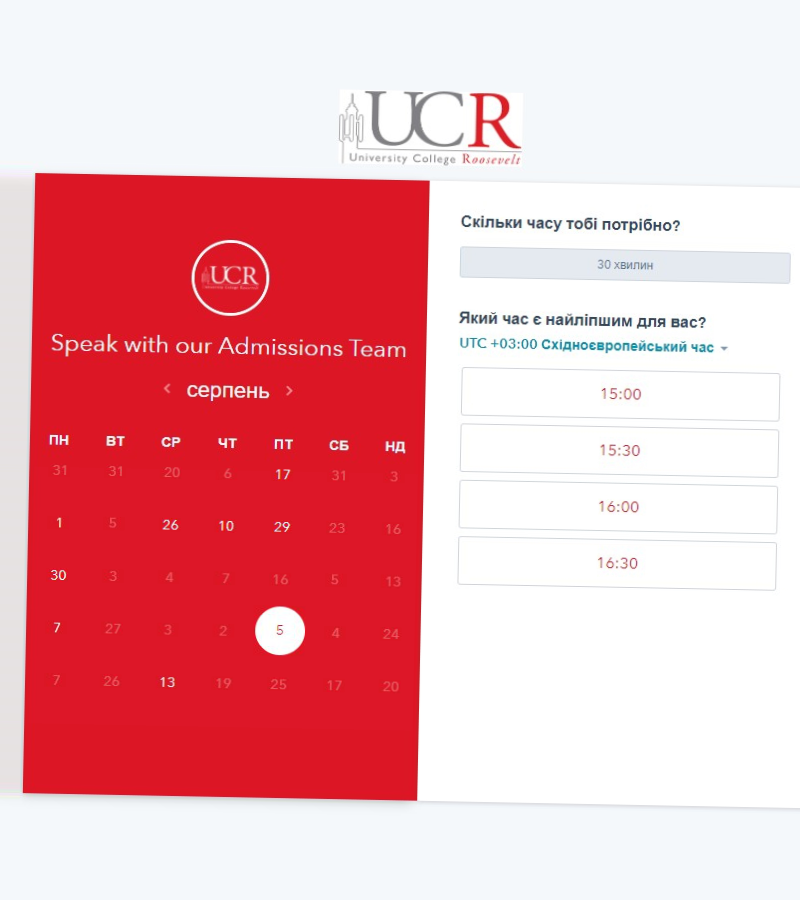 UCR
University College Roosevelt
UCR
Speak with our Admissions Team
серпень
ПН ВТ СР ЧТ ПТ СБ НД
31 31 20 6 17 31 3
1 5 26 10 29 23 16
30 3 4 7 16 5 13
7 27 3 2 5 4 24
7 26 13 19 25 17 20
Скільки часу тобі потрібно?
30 хвилин
Який час є найліпшим для вас?
UTC +03:00 Східноєвропейський час
15:00
15:30
16:00
16:30